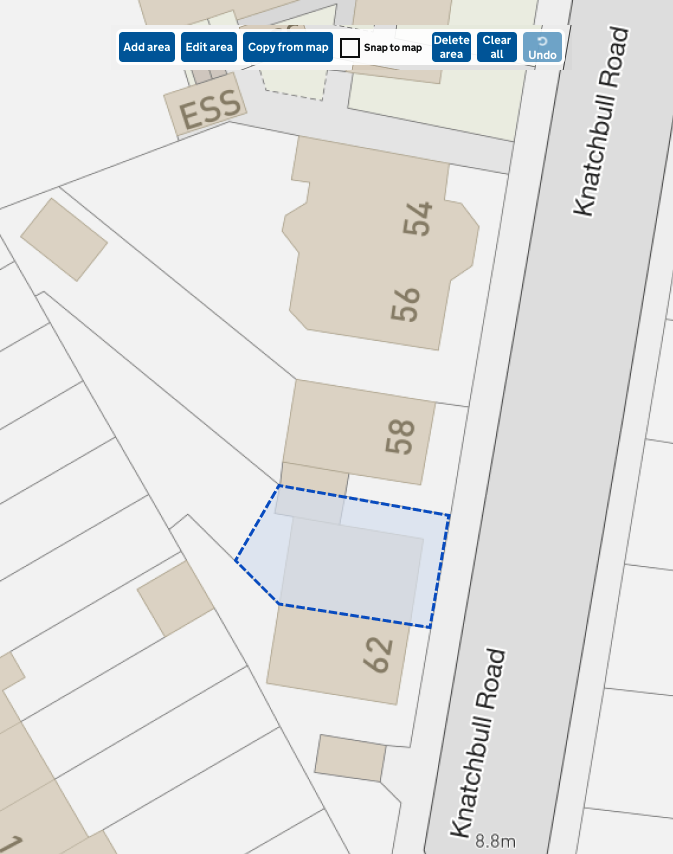 Add area
Edit area
Copy from map
Snap to map
Delete
area
Clear
all
Undo
Knatchbull Road
ESS
54
56
58
62
Knatchbull Road
8.8m
1